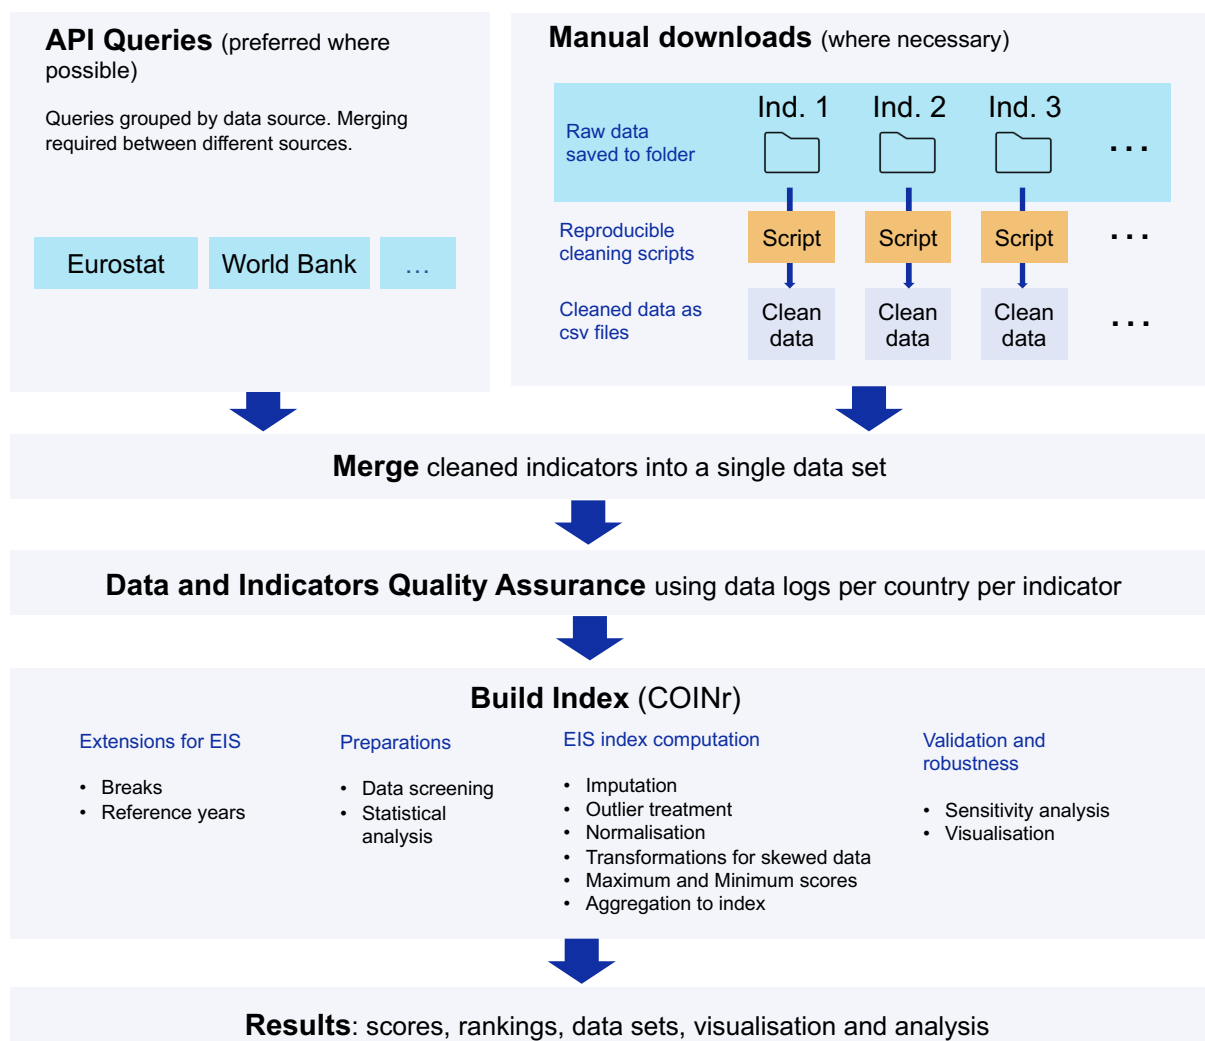 API Queries (preferred where
possible)
Queries grouped by data source. Merging
required between different sources.
Eurostat
World Bank
...
Manual downloads (where necessary)
Raw data
saved to folder
Ind. 1
Ind. 2
Ind. 3
...
Reproducible
cleaning scripts
Script
Script
Script
...
Cleaned data as
csv files
Clean
data
Clean
data
Clean
data
...
Merge cleaned indicators into a single data set
Data and Indicators Quality Assurance using data logs per country per indicator
Build Index (COINr)
Extensions for EIS
• Breaks
• Reference years
Preparations
• Data screening
• Statistical
analysis
EIS index computation
• Imputation
• Outlier treatment
• Normalisation
• Transformations for skewed data
• Maximum and Minimum scores
• Aggregation to index
Validation and
robustness
• Sensitivity analysis
• Visualisation
Results: scores, rankings, data sets, visualisation and analysis